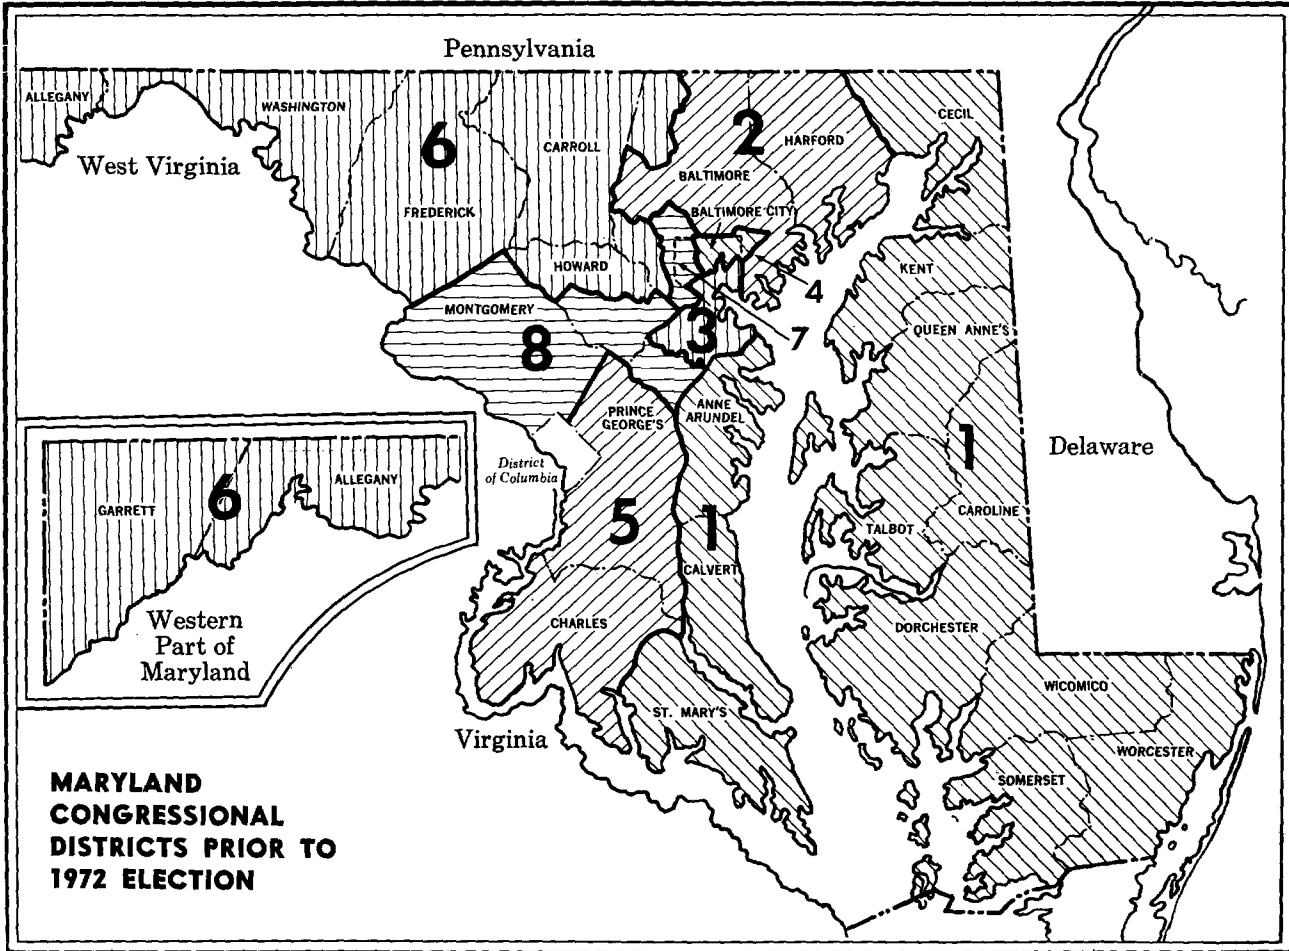 Pennsylvania
ALLEGANY
WASHINGTON
CECIL
6
2
HARFORD
CARROLL
West Virginia
BALTIMORE
FREDERICK
BALTIMORE CITY
HOWARD
KENT
4
MONTGOMERY
QUEEN ANNE'S
8
3
7
PRINCE
GEORGE'S
ANNE
ARUNDEL
1
Delaware
District
of Columbia
ALLEGANY
6
GARRETT
5
1
TALBOT
CAROLINE
CALVERT
Western
Part of
Maryland
CHARLES
DORCHESTER
WICOMICO
ST. MARY'S
Virginia
WORCESTER
SOMERSET
MARYLAND
CONGRESSIONAL
DISTRICTS PRIOR TO
1972 ELECTION